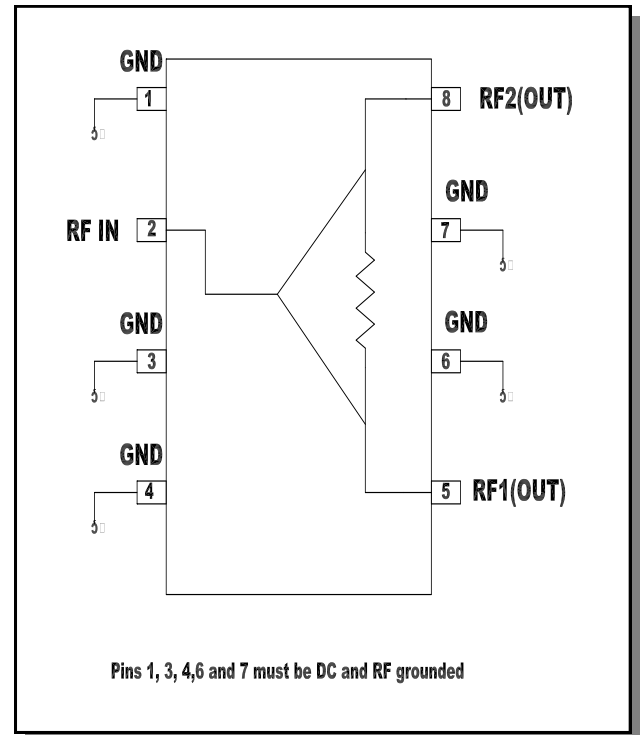 GND
1
8
RF2(OUT)
GND
RF IN
2
7
GND
GND
3
6
GND
4
5
RF1(OUT)
Pins 1, 3, 4,6 and 7 must be DC and RF grounded